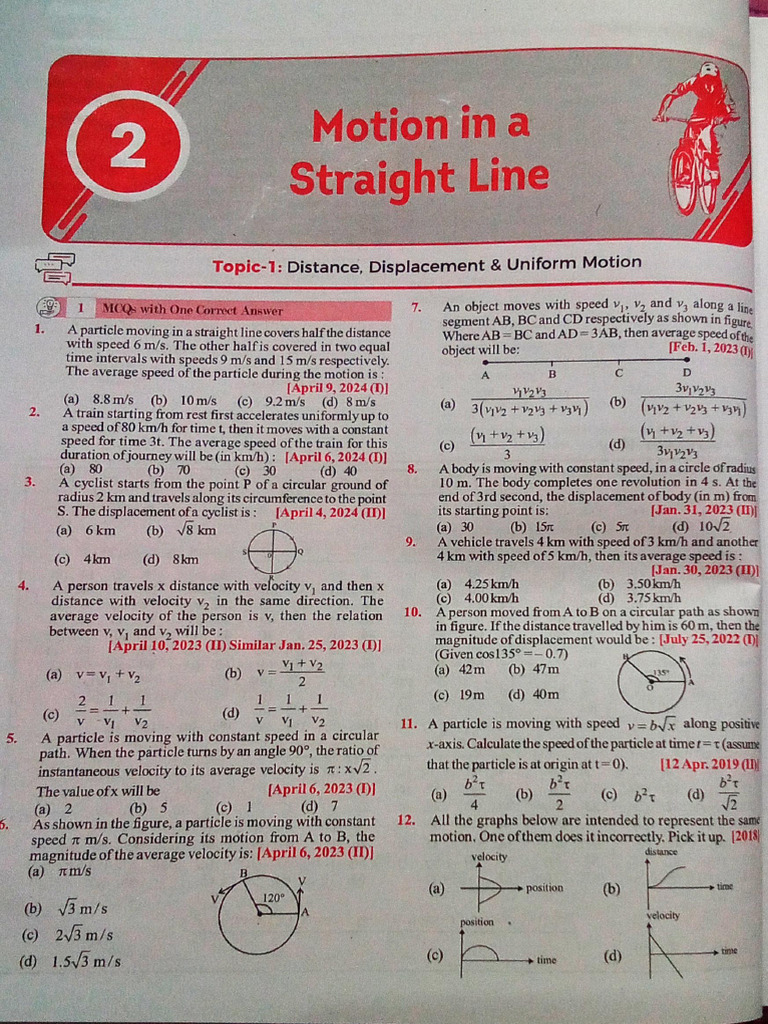 2
Motion in a
Straight Line
Topic-1: Distance, Displacement & Uniform Motion
1 MCQs with One Correct Answer
1. A particle moving in a straight line covers half the distance
with speed 6 m/s. The other half is covered in two equal
time intervals with speeds 9 m/s and 15 m/s respectively.
The average speed of the particle during the motion is :
[April 9, 2024 (I)]
(a) 8.8 m/s (b) 10 m/s (c) 9.2 m/s (d) 8 m/s
2. A train starting from rest first accelerates uniformly up to
a speed of 80 km/h for time t, then it moves with a constant
speed for time 3t. The average speed of the train for this
duration of journey will be (in km/h) : [April 6, 2024 (I)]
(a) 80 (b) 70 (c) 30 (d) 40
3. A cyclist starts from the point P of a circular ground of
radius 2 km and travels along its circumference to the point
S. The displacement of a cyclist is : [April 4, 2024 (II)]
(a) 6 km (b) √8 km
(c) 4 km (d) 8 km
P
S O Q
R
4. A person travels x distance with velocity v₁ and then x
distance with velocity v₂ in the same direction. The
average velocity of the person is v, then the relation
between v, v₁ and v₂ will be :
[April 10, 2023 (II) Similar Jan. 25, 2023 (I)]
(a) v = v₁ + v₂ (b) v = (v₁ + v₂)/2
(c) 2/v = 1/v₁ + 1/v₂ (d) 1/v = 1/v₁ + 1/v₂
5. A particle is moving with constant speed in a circular
path. When the particle turns by an angle 90°, the ratio of
instantaneous velocity to its average velocity is π : x√2 .
The value of x will be [April 6, 2023 (I)]
(a) 2 (b) 5 (c) 1 (d) 7
6. As shown in the figure, a particle is moving with constant
speed π m/s. Considering its motion from A to B, the
magnitude of the average velocity is: [April 6, 2023 (II)]
(a) π m/s
(b) √3 m/s
(c) 2√3 m/s
(d) 1.5√3 m/s
B
V V
120°
A
7. An object moves with speed v₁, v₂ and v₃ along a line
segment AB, BC and CD respectively as shown in figure.
Where AB = BC and AD = 3AB, then average speed of the
object will be: [Feb. 1, 2023 (I)]
A B C D
(a) v₁v₂v₃/3(v₁v₂ + v₂v₃ + v₃v₁) (b) 3v₁v₂v₃/(v₁v₂ + v₂v₃ + v₃v₁)
(c) (v₁ + v₂ + v₃)/3 (d) (v₁ + v₂ + v₃)/3v₁v₂v₃
8. A body is moving with constant speed, in a circle of radius
10 m. The body completes one revolution in 4 s. At the
end of 3rd second, the displacement of body (in m) from
its starting point is: [Jan. 31, 2023 (II)]
(a) 30 (b) 15π (c) 5π (d) 10√2
9. A vehicle travels 4 km with speed of 3 km/h and another
4 km with speed of 5 km/h, then its average speed is :
[Jan. 30, 2023 (II)]
(a) 4.25 km/h (b) 3.50 km/h
(c) 4.00 km/h (d) 3.75 km/h
10. A person moved from A to B on a circular path as shown
in figure. If the distance travelled by him is 60 m, then the
magnitude of displacement would be : [July 25, 2022 (I)]
(Given cos135° = – 0.7)
(a) 42 m (b) 47 m
(c) 19 m (d) 40 m
B
135°
O A
11. A particle is moving with speed v = b√x along positive
x-axis. Calculate the speed of the particle at time t = τ (assume
that the particle is at origin at t = 0). [12 Apr. 2019 (II)]
(a) b²τ/4 (b) b²τ/2 (c) b²τ (d) b²τ/√2
12. All the graphs below are intended to represent the same
motion. One of them does it incorrectly. Pick it up. [2018]
(a) velocity position (b) distance time
(c) position time (d) velocity time